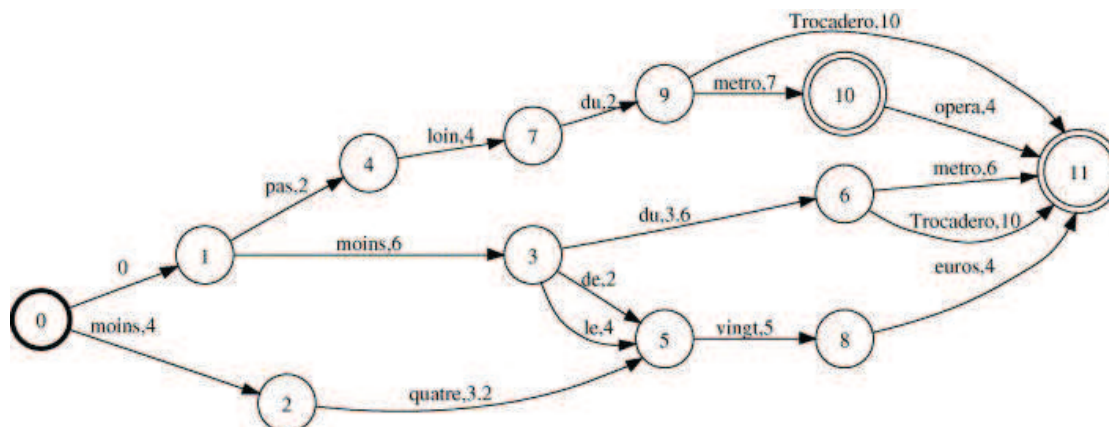 Trocadero,10
9
metro,7
10
du,2
opera,4
loin,4
7
4
metro,6
11
pas,2
6
du,3.6
Trocadero,10
0
1
moins,6
3
de,2
euros,4
0
moins,4
le,4
5
vingt,5
8
2
quatre,3.2